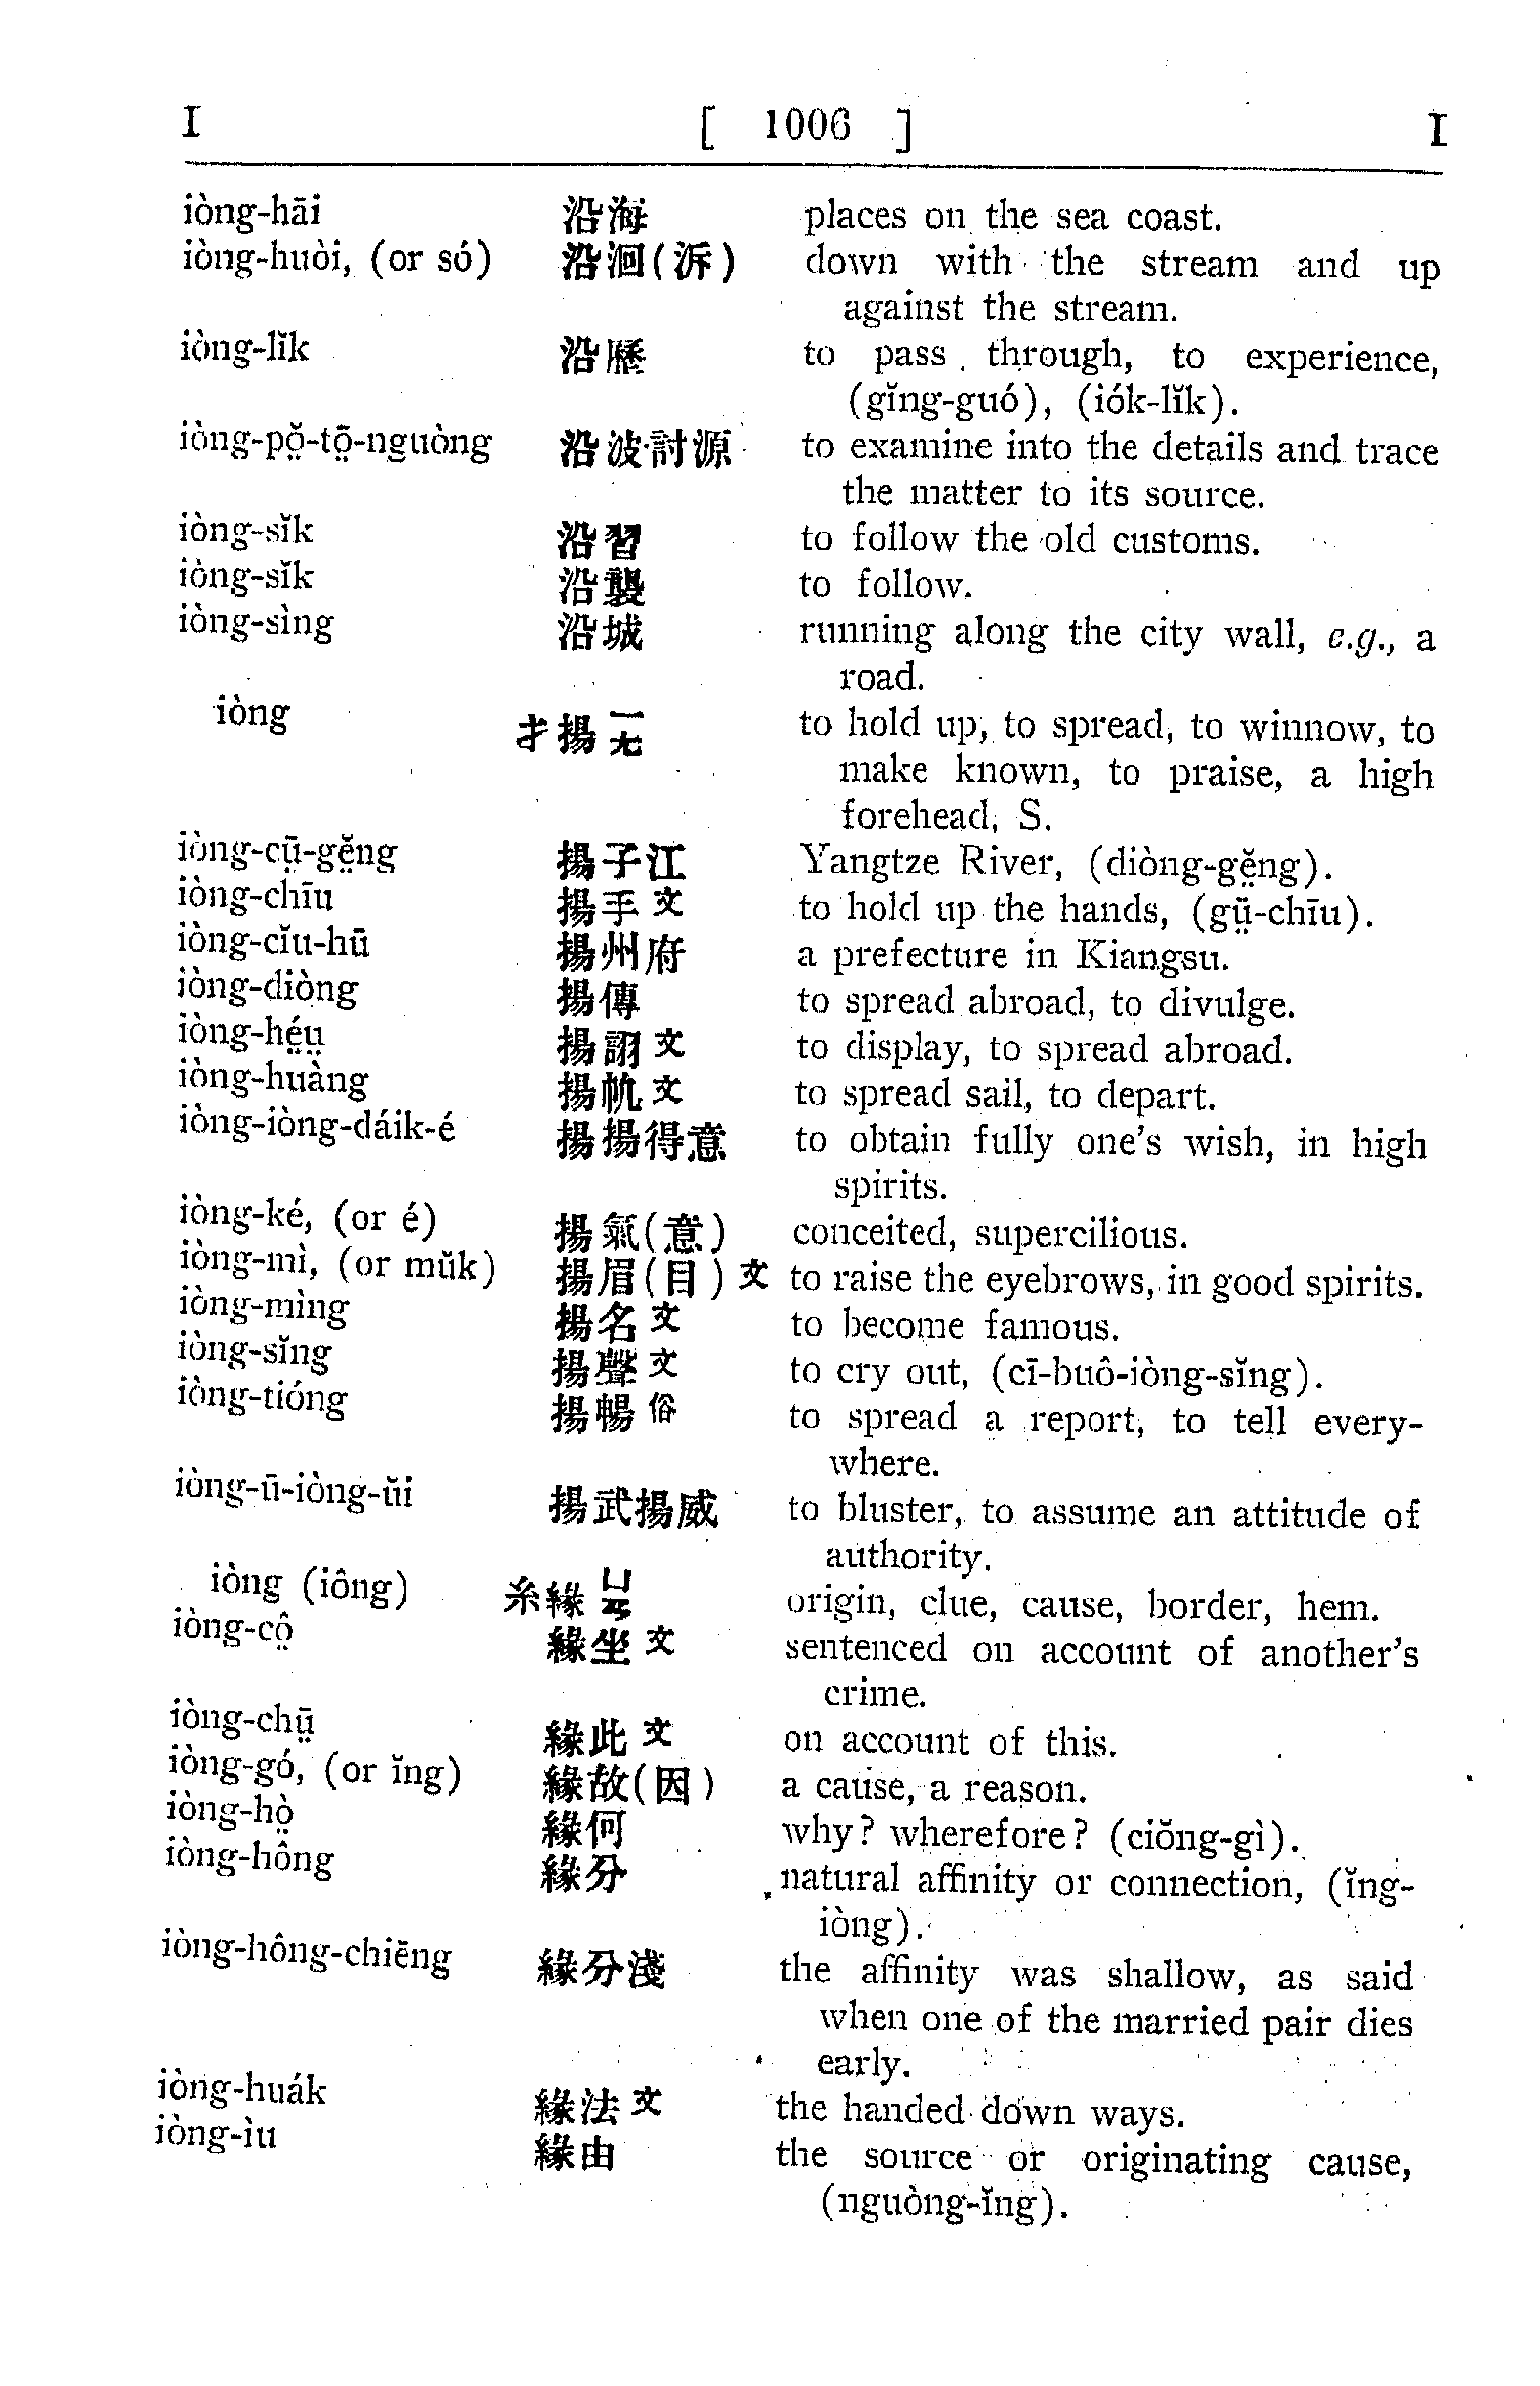 I [ 1006 ] I
iòng-hāi 沿海 places on the sea coast.
iòng-huòi, (or só) 沿洄(泝) down with the stream and up
against the stream.
iòng-lĭk 沿歷 to pass through, to experience,
(gĭng-guó), (iók-lĭk).
iòng-pŏ̤-tō̤-nguòng 沿波討源 to examine into the details and trace
the matter to its source.
iòng-sĭk 沿習 to follow the old customs.
iòng-sĭk 沿襲 to follow.
iòng-sìng 沿城 running along the city wall, e.g., a
road.
iòng 扌揚 to hold up, to spread, to winnow, to
make known, to praise, a high
forehead, S.
iòng-cṳ̄-gĕ̤ng 揚子江 Yangtze River, (diòng-gĕ̤ng).
iòng-chīu 揚手文 to hold up the hands, (gṳ̆-chīu).
iòng-cĭu-hū 揚州府 a prefecture in Kiangsu.
iòng-diòng 揚傳 to spread abroad, to divulge.
iòng-hé̤ṳ 揚詡文 to display, to spread abroad.
iòng-huàng 揚帆文 to spread sail, to depart.
iòng-iòng-dáik-é 揚揚得意 to obtain fully one's wish, in high
spirits.
iòng-ké, (or é) 揚氣(意) conceited, supercilious.
iòng-mì, (or mŭk) 揚眉(目)文 to raise the eyebrows, in good spirits.
iòng-mìng 揚名文 to become famous.
iòng-sĭng 揚聲文 to cry out, (cī-buô-iòng-sĭng).
iòng-tióng 揚暢俗 to spread a report, to tell every-
where.
iòng-ū-iòng-ŭi 揚武揚威 to bluster, to assume an attitude of
authority.
iòng (iông) 糸緣 origin, clue, cause, border, hem.
iòng-cô̤ 緣坐文 sentenced on account of another's
crime.
iòng-chṳ̄ 緣此文 on account of this.
iòng-gó, (or ĭng) 緣故(因) a cause, a reason.
iòng-hò̤ 緣何 why? wherefore? (ciŏng-gì).
iòng-hông 緣分 natural affinity or connection, (ĭng-
iòng).
iòng-hông-chiēng 緣分淺 the affinity was shallow, as said
when one of the married pair dies
early.
iòng-huák 緣法文 the handed down ways.
iòng-ìu 緣由 the source or originating cause,
(nguòng-ĭng).